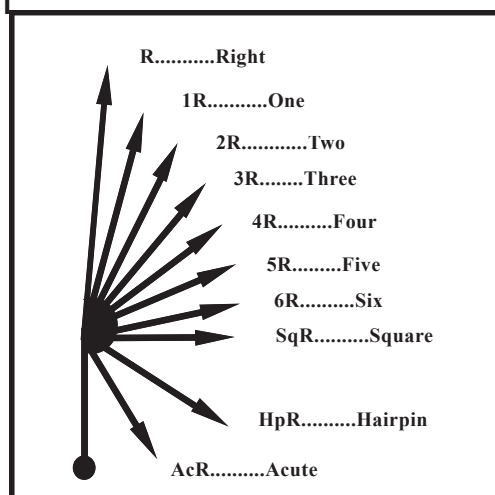 R...........Right
1R...........One
2R............Two
3R........Three
4R..........Four
5R.........Five
6R..........Six
SqR..........Square
HpR..........Hairpin
AcR..........Acute